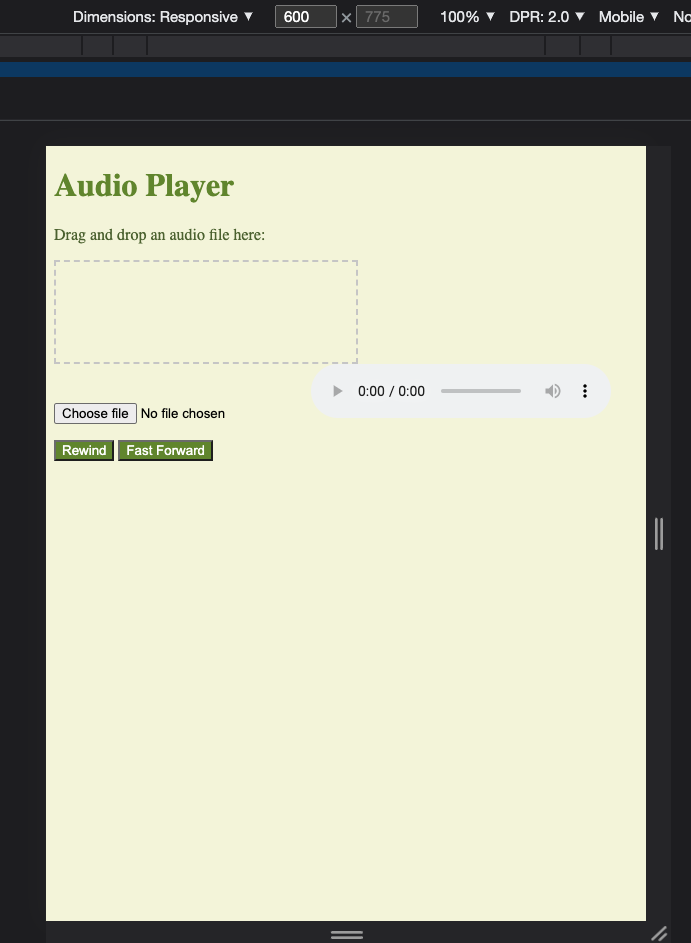 Dimensions: Responsive ▼ 600 × 775 100% ▼ DPR: 2.0 ▼ Mobile ▼ No
Audio Player
Drag and drop an audio file here:
0:00 / 0:00
Choose file No file chosen
Rewind Fast Forward